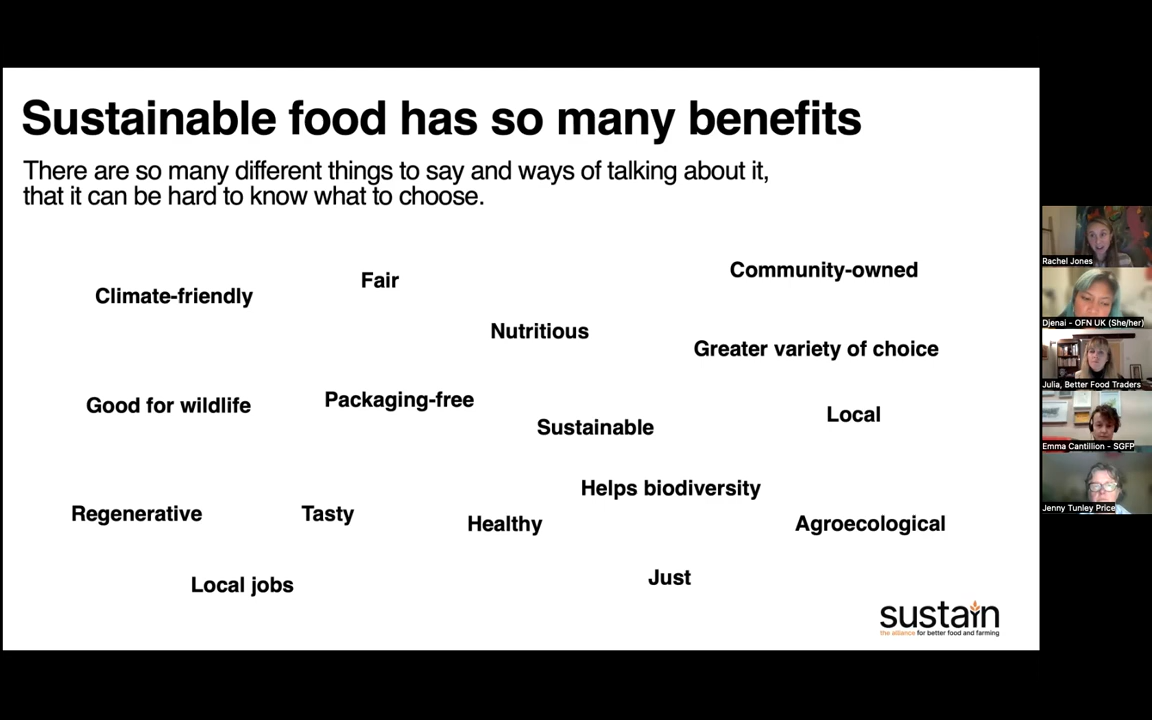 Sustainable food has so many benefits
There are so many different things to say and ways of talking about it,
that it can be hard to know what to choose.
Climate-friendly
Fair
Community-owned
Nutritious
Greater variety of choice
Good for wildlife
Packaging-free
Sustainable
Local
Helps biodiversity
Regenerative
Tasty
Healthy
Agroecological
Local jobs
Just
sustain
the alliance for better food and farming
Rachel Jones
Djenai - OFN UK (She/her)
Julia, Better Food Traders
Emma Cantillion - SGFP
Jenny Tunley Price